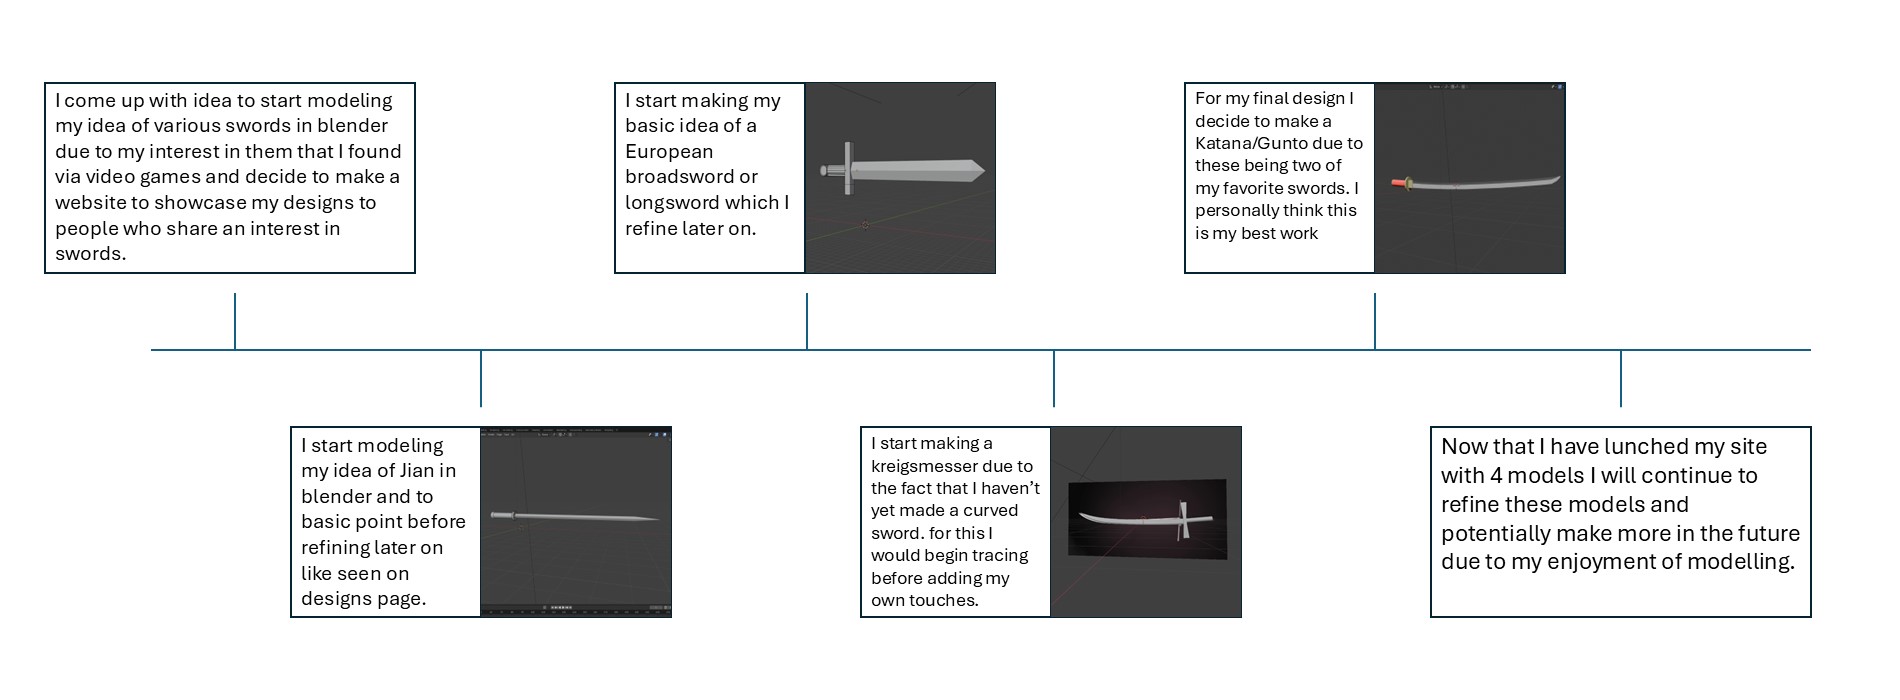 I come up with idea to start modeling
my idea of various swords in blender
due to my interest in them that I found
via video games and decide to make a
website to showcase my designs to
people who share an interest in
swords.
I start modeling
my idea of Jian in
blender and to
basic point before
refining later on
like seen on
designs page.
I start making my
basic idea of a
European
broadsword or
longsword which I
refine later on.
I start making a
kreigsmesser due to
the fact that I haven’t
yet made a curved
sword. for this I
would begin tracing
before adding my
own touches.
For my final design I
decide to make a
Katana/Gunto due to
these being two of
my favorite swords. I
personally think this
is my best work
Now that I have lunched my site
with 4 models I will continue to
refine these models and
potentially make more in the future
due to my enjoyment of modelling.